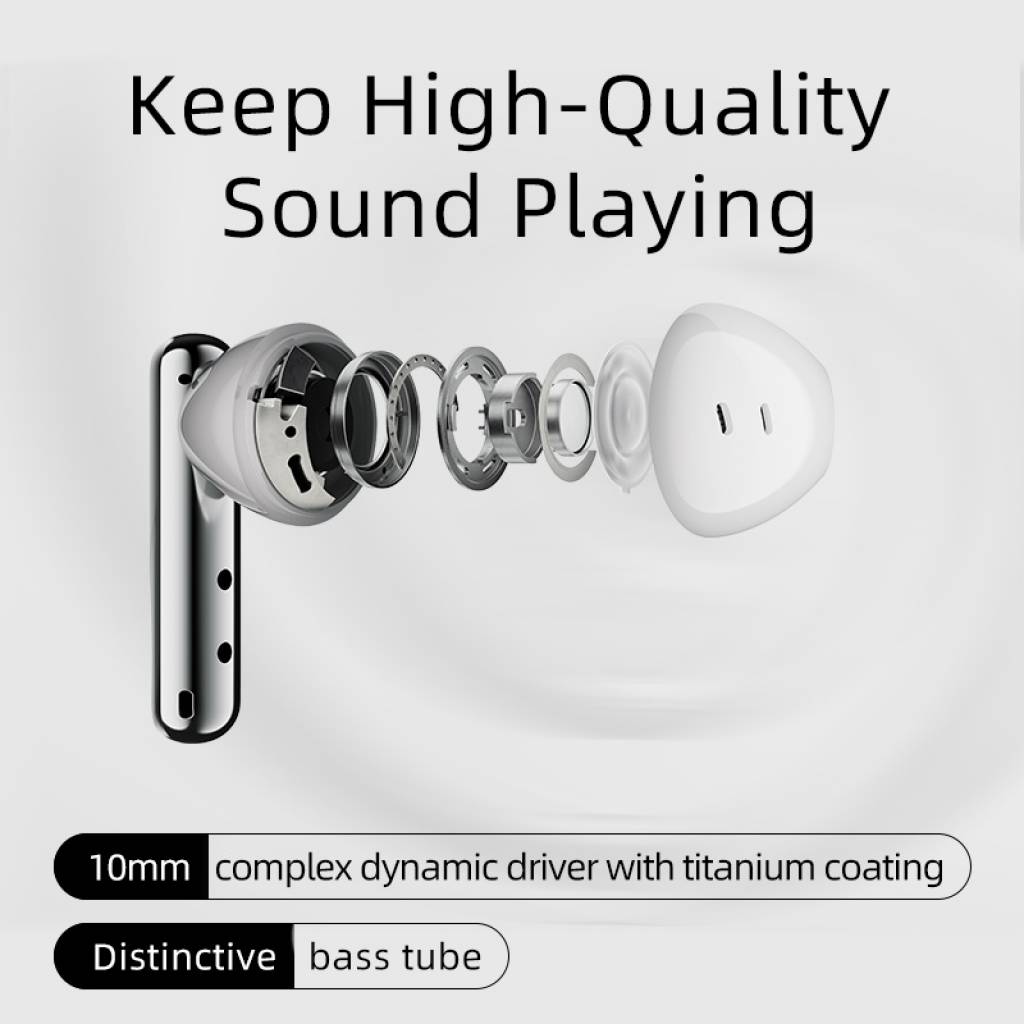 Keep High-Quality
Sound Playing
10mm complex dynamic driver with titanium coating
Distinctive bass tube